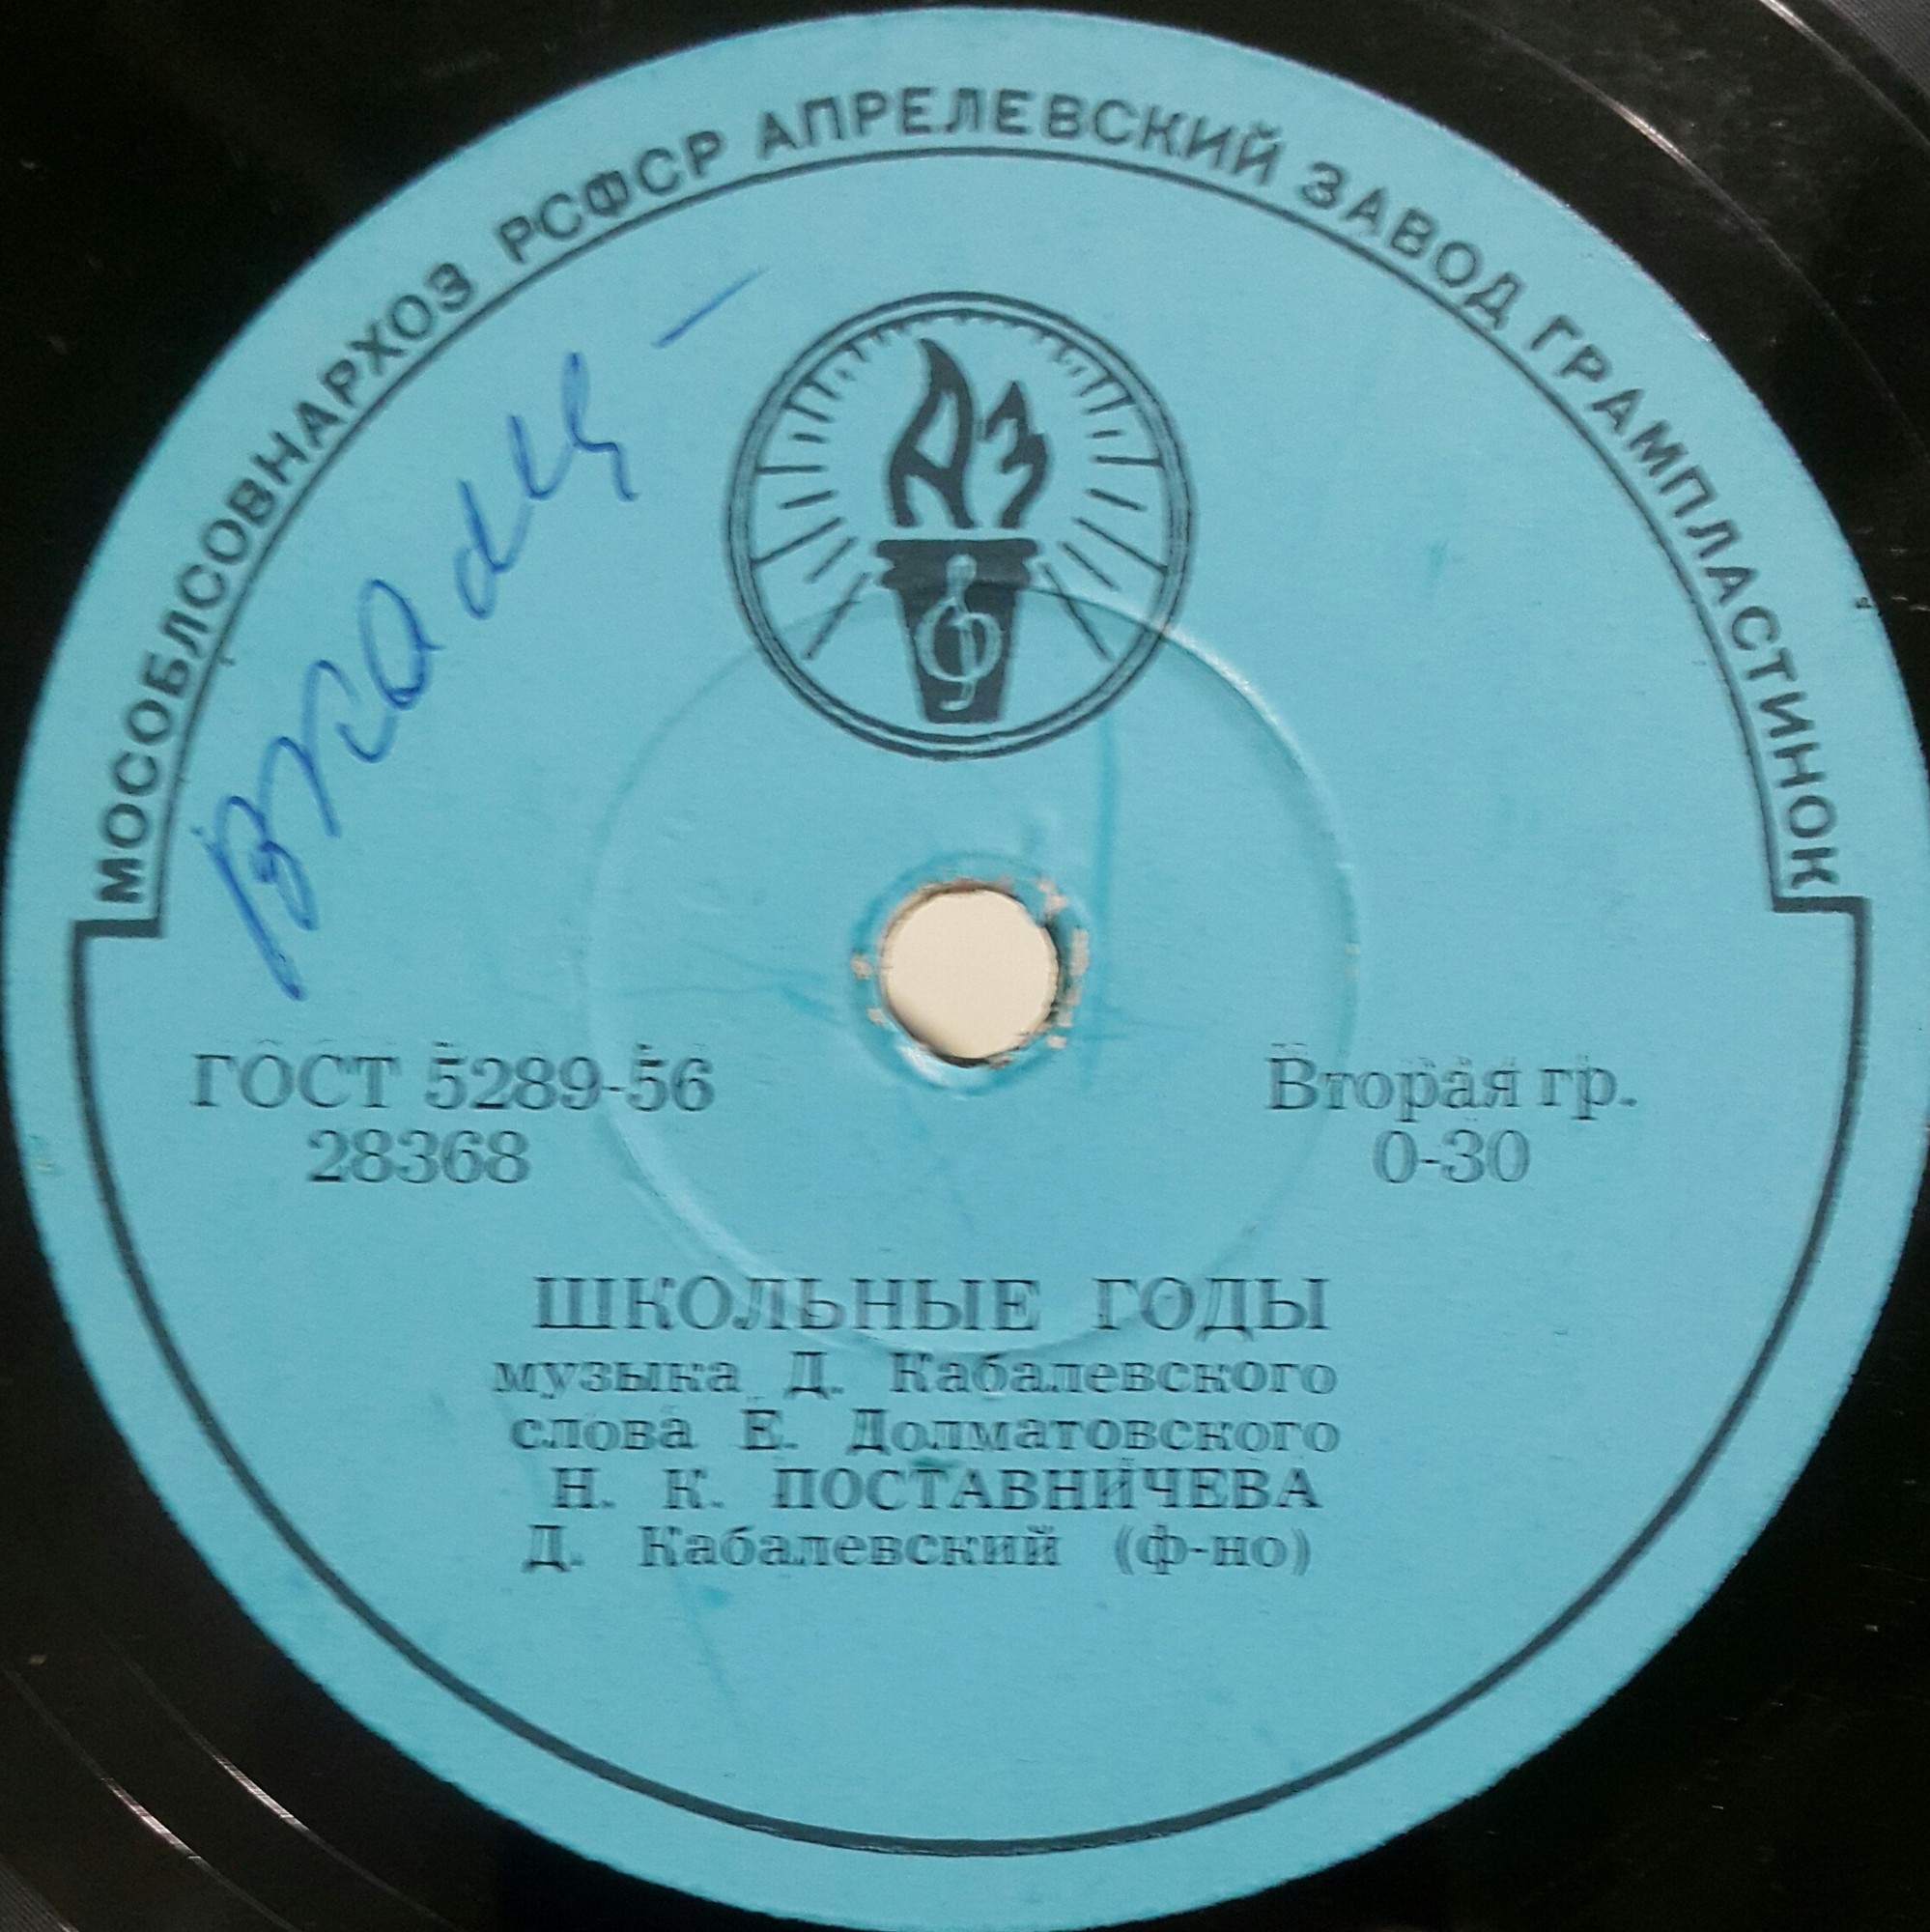 МОСОБЛСОВНАРХОЗ РСФСР АПРЕЛЕВСКИЙ ЗАВОД ГРАМПЛАСТИНОК
АЗ
ГОСТ 5289-56
28368
Вторая гр.
0-30
ШКОЛЬНЫЕ ГОДЫ
музыка Д. Кабалевского
слова Е. Долматовского
Н. К. ПОСТАВНИЧЕВА
Д. Кабалевский (ф-но)